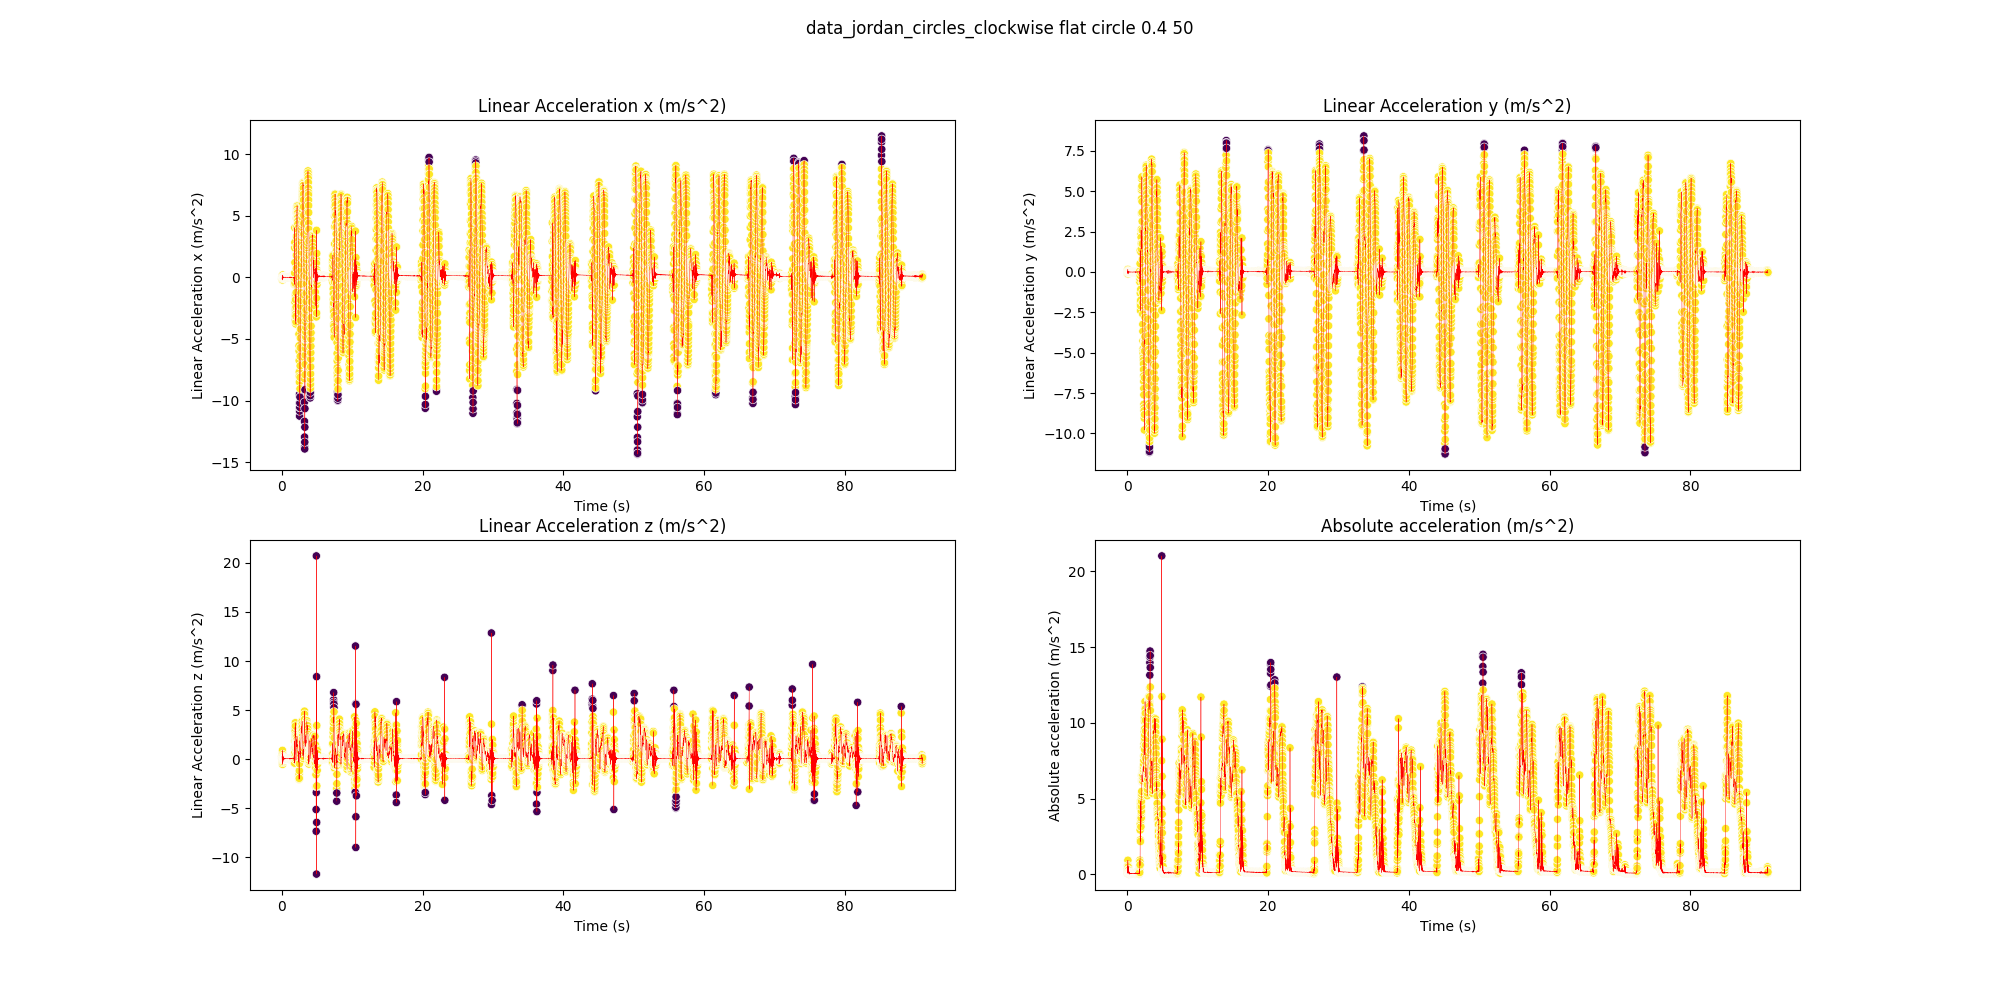 data_jordan_circles_clockwise flat circle 0.4 50
Linear Acceleration x (m/s^2)
Linear Acceleration x (m/s^2)
10
5
0
−5
−10
−15
0 20 40 60 80
Time (s)
Linear Acceleration y (m/s^2)
Linear Acceleration y (m/s^2)
7.5
5.0
2.5
0.0
−2.5
−5.0
−7.5
−10.0
0 20 40 60 80
Time (s)
Linear Acceleration z (m/s^2)
Linear Acceleration z (m/s^2)
20
15
10
5
0
−5
−10
0 20 40 60 80
Time (s)
Absolute acceleration (m/s^2)
Absolute acceleration (m/s^2)
20
15
10
5
0
0 20 40 60 80
Time (s)